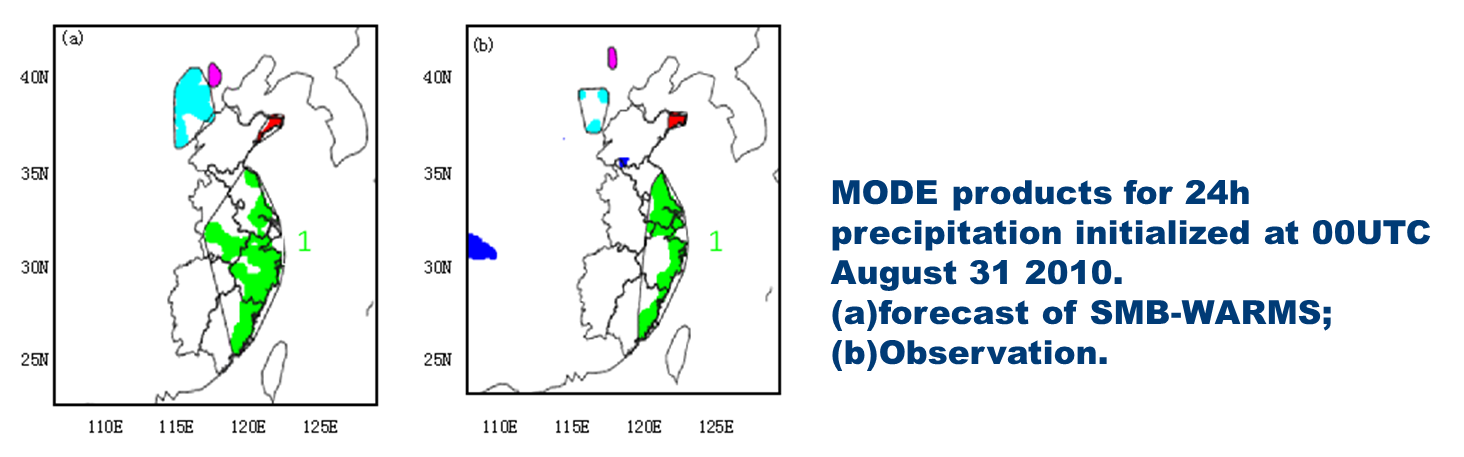 (a)
(b)
40N
40N
35N
35N
MODE products for 24h
precipitation initialized at 00UTC
August 31 2010.
(a)forecast of SMB-WARMS;
(b)Observation.
1
1
30N
30N
25N
25N
110E 115E 120E 125E
110E 115E 120E 125E